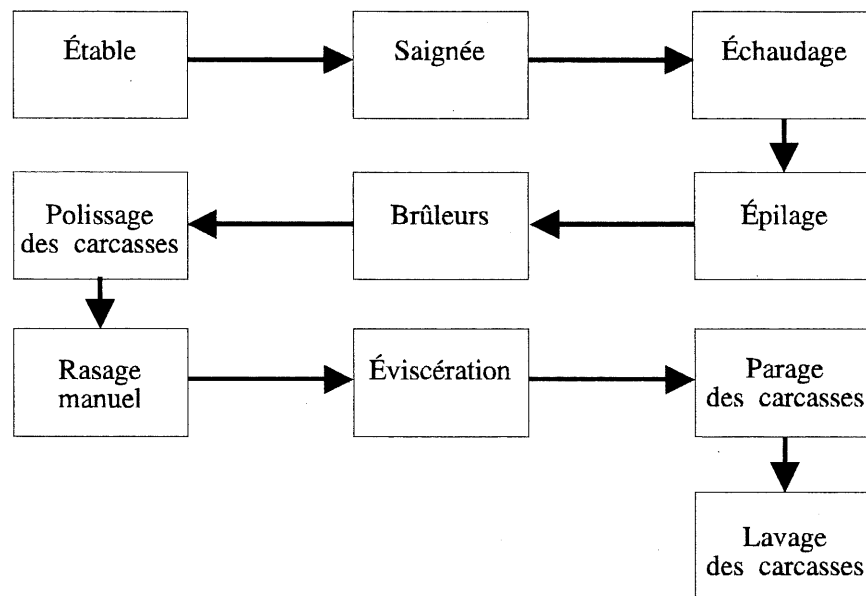 Étable
Saignée
Échaudage
Épilage
Brûleurs
Polissage
des carcasses
Rasage
manuel
Éviscération
Parage
des carcasses
Lavage
des carcasses